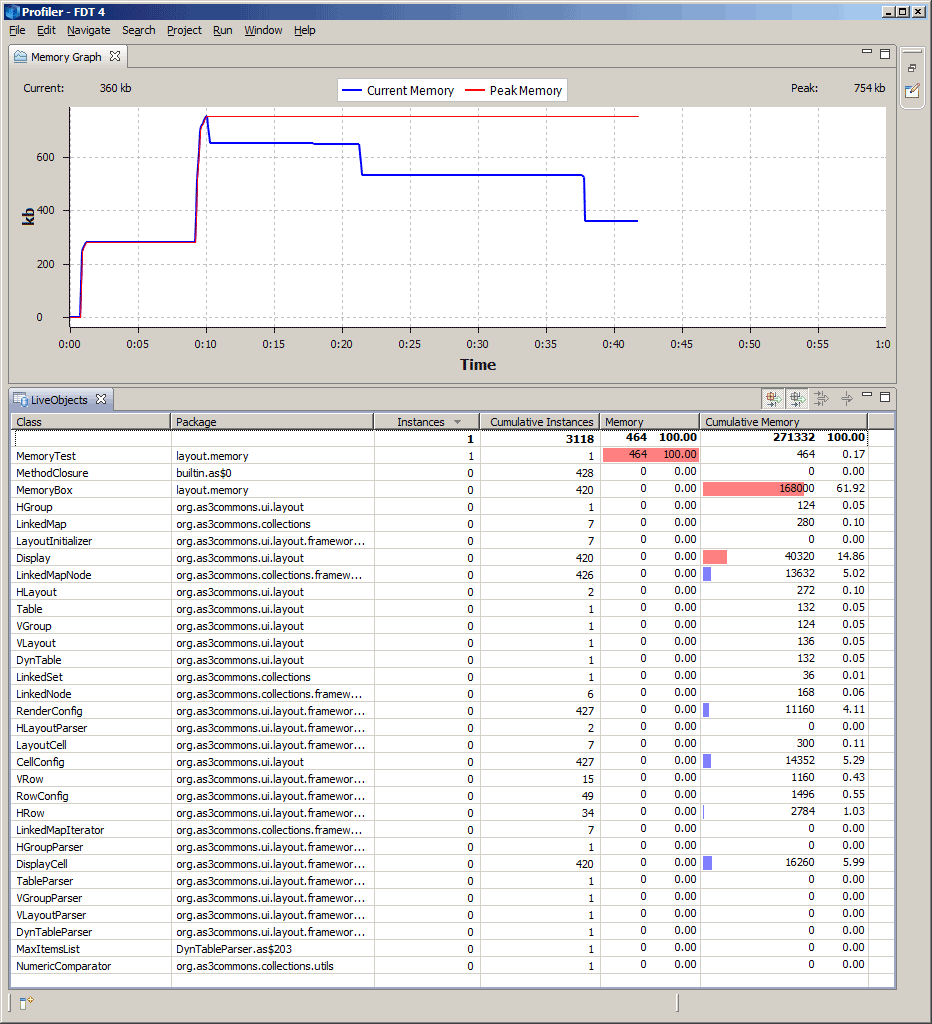 Profiler - FDT 4
File Edit Navigate Search Project Run Window Help
Memory Graph
Current: 360 kb Current Memory Peak Memory Peak: 754 kb
600
400
200
0
kb
0:00 0:05 0:10 0:15 0:20 0:25 0:30 0:35 0:40 0:45 0:50 0:55 1:0
Time
LiveObjects
Class Package Instances Cumulative Instances Memory Cumulative Memory
1 3118 464 100.00 271332 100.00
MemoryTest layout.memory 1 1 464 100.00 464 0.17
MethodClosure builtin.as$0 0 428 0 0.00 0 0.00
MemoryBox layout.memory 0 420 0 0.00 168000 61.92
HGroup org.as3commons.ui.layout 0 1 0 0.00 124 0.05
LinkedMap org.as3commons.collections 0 7 0 0.00 280 0.10
LayoutInitializer org.as3commons.ui.layout.framewor... 0 7 0 0.00 0 0.00
Display org.as3commons.ui.layout 0 420 0 0.00 40320 14.86
LinkedMapNode org.as3commons.collections.framew... 0 426 0 0.00 13632 5.02
HLayout org.as3commons.ui.layout 0 2 0 0.00 272 0.10
Table org.as3commons.ui.layout 0 1 0 0.00 132 0.05
VGroup org.as3commons.ui.layout 0 1 0 0.00 124 0.05
VLayout org.as3commons.ui.layout 0 1 0 0.00 136 0.05
DynTable org.as3commons.ui.layout 0 1 0 0.00 132 0.05
LinkedSet org.as3commons.collections 0 1 0 0.00 36 0.01
LinkedNode org.as3commons.collections.framew... 0 6 0 0.00 168 0.06
RenderConfig org.as3commons.ui.layout.framewor... 0 427 0 0.00 11160 4.11
HLayoutParser org.as3commons.ui.layout.framewor... 0 2 0 0.00 0 0.00
LayoutCell org.as3commons.ui.layout.framewor... 0 7 0 0.00 300 0.11
CellConfig org.as3commons.ui.layout 0 427 0 0.00 14352 5.29
VRow org.as3commons.ui.layout.framewor... 0 15 0 0.00 1160 0.43
RowConfig org.as3commons.ui.layout.framewor... 0 49 0 0.00 1496 0.55
HRow org.as3commons.ui.layout.framewor... 0 34 0 0.00 2784 1.03
LinkedMapIterator org.as3commons.collections.framew... 0 7 0 0.00 0 0.00
HGroupParser org.as3commons.ui.layout.framewor... 0 1 0 0.00 0 0.00
DisplayCell org.as3commons.ui.layout.framewor... 0 420 0 0.00 16260 5.99
TableParser org.as3commons.ui.layout.framewor... 0 1 0 0.00 0 0.00
VGroupParser org.as3commons.ui.layout.framewor... 0 1 0 0.00 0 0.00
VLayoutParser org.as3commons.ui.layout.framewor... 0 1 0 0.00 0 0.00
DynTableParser org.as3commons.ui.layout.framewor... 0 1 0 0.00 0 0.00
MaxItemsList DynTableParser.as$203 0 1 0 0.00 0 0.00
NumericComparator org.as3commons.collections.utils 0 1 0 0.00 0 0.00